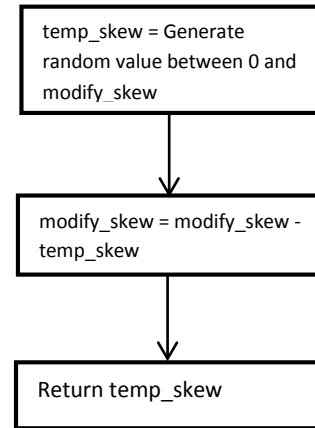 temp_skew = Generate
random value between 0 and
modify_skew
modify_skew = modify_skew -
temp_skew
Return temp_skew